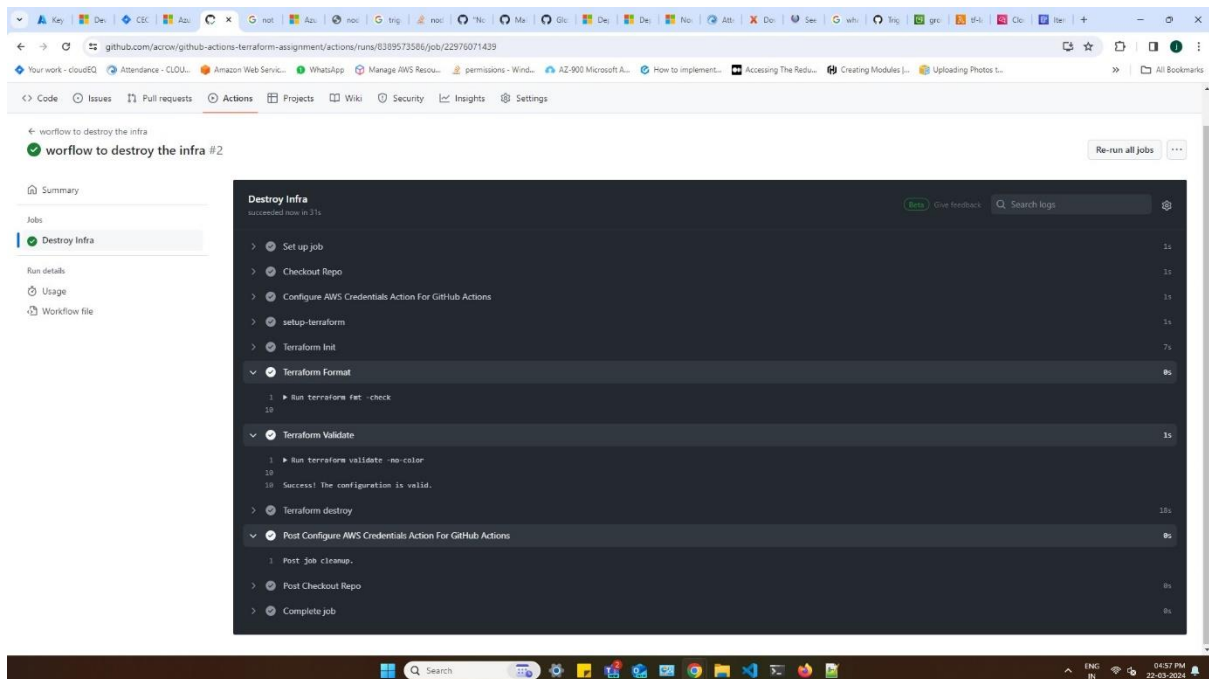 Key
CEC
G not
github.com/acrow/github-actions-terraform-assignment/actions/runs/8389573586/job/22976071439
Your work - cloudEQ Attendance - CLOU... Amazon Web Servic... WhatsApp Manage AWS Resou... permissions - Wind... AZ-900 Microsoft A... How to implement... Accessing The Redu... Creating Modules |... Uploading Photos t... » All Bookmarks
<> Code Issues Pull requests Actions Projects Wiki Security Insights Settings
← worflow to destroy the infra
worflow to destroy the infra #2
Re-run all jobs ...
Summary
Jobs
Destroy Infra
Run details
Usage
Workflow file
Destroy Infra
succeeded now in 31s
Beta Give feedback Search logs
Set up job 1s
Checkout Repo 1s
Configure AWS Credentials Action For GitHub Actions 1s
setup-terraform 1s
Terraform Init 7s
Terraform Format 0s
1 ▶ Run terraform fmt -check
10
Terraform Validate 1s
1 ▶ Run terraform validate -no-color
10
10 Success! The configuration is valid.
Terraform destroy 18s
Post Configure AWS Credentials Action For GitHub Actions 0s
1 Post job cleanup.
Post Checkout Repo 0s
Complete job 0s
Search
ENG
IN
04:57 PM
22-03-2024